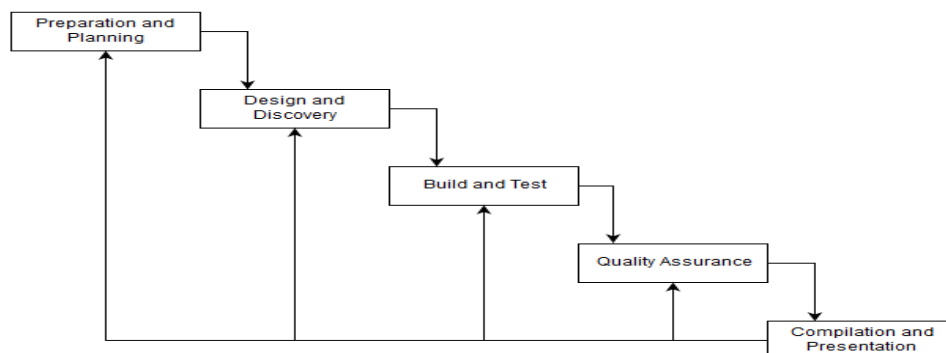 Preparation and
Planning
Design and
Discovery
Build and Test
Quality Assurance
Compilation and
Presentation